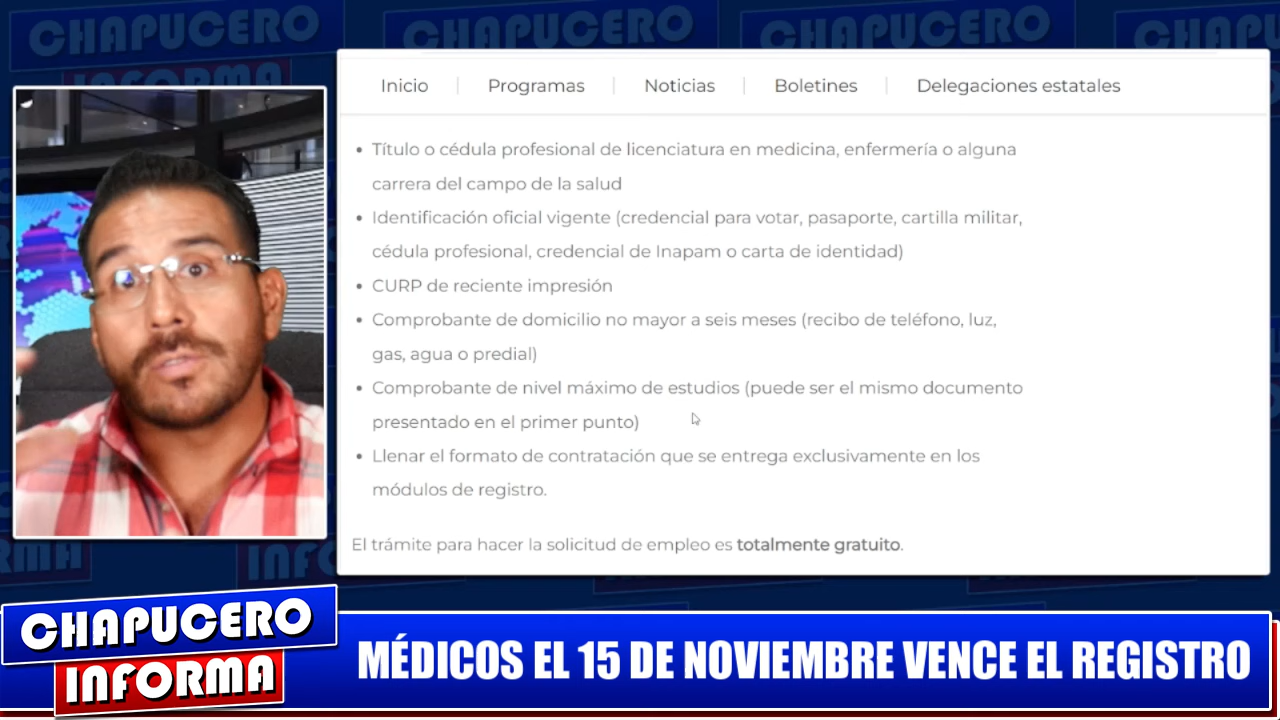 CHAPUCERO
CHAPUCERO
CHAPUCERO
CHAPUCERO
INFORMA
Inicio
Programas
Noticias
Boletines
Delegaciones estatales
• Título o cédula profesional de licenciatura en medicina, enfermería o alguna
carrera del campo de la salud
• Identificación oficial vigente (credencial para votar, pasaporte, cartilla militar,
cédula profesional, credencial de Inapam o carta de identidad)
• CURP de reciente impresión
• Comprobante de domicilio no mayor a seis meses (recibo de teléfono, luz,
gas, agua o predial)
• Comprobante de nivel máximo de estudios (puede ser el mismo documento
presentado en el primer punto)
• Llenar el formato de contratación que se entrega exclusivamente en los
módulos de registro.
El trámite para hacer la solicitud de empleo es totalmente gratuito.
CHAPUCERO
INFORMA
MÉDICOS EL 15 DE NOVIEMBRE VENCE EL REGISTRO